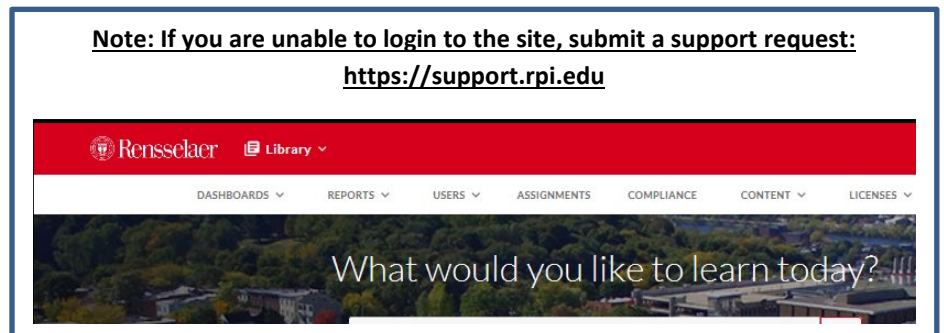 Note: If you are unable to login to the site, submit a support request:
https://support.rpi.edu
Rensselaer Library
DASHBOARDS REPORTS USERS ASSIGNMENTS COMPLIANCE CONTENT LICENSES
What would you like to learn today?